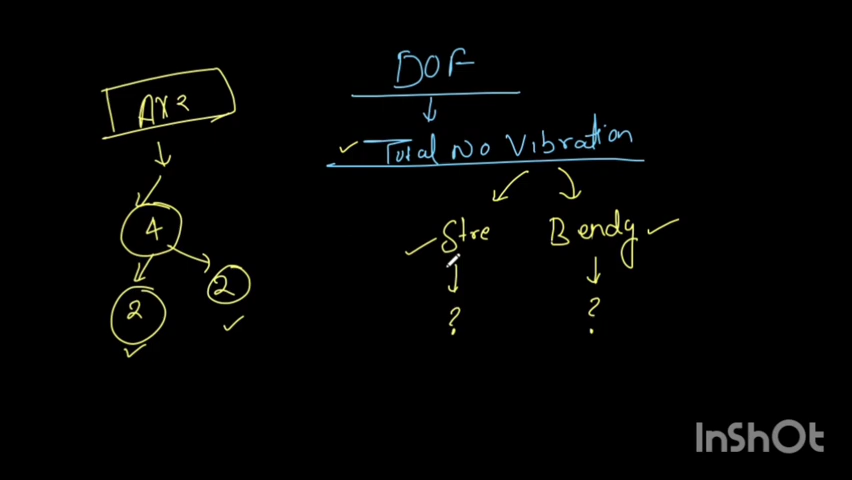 DOF
AX2
Total No Vibration
4
Stre Bendg
2
2
? ?
InShOt